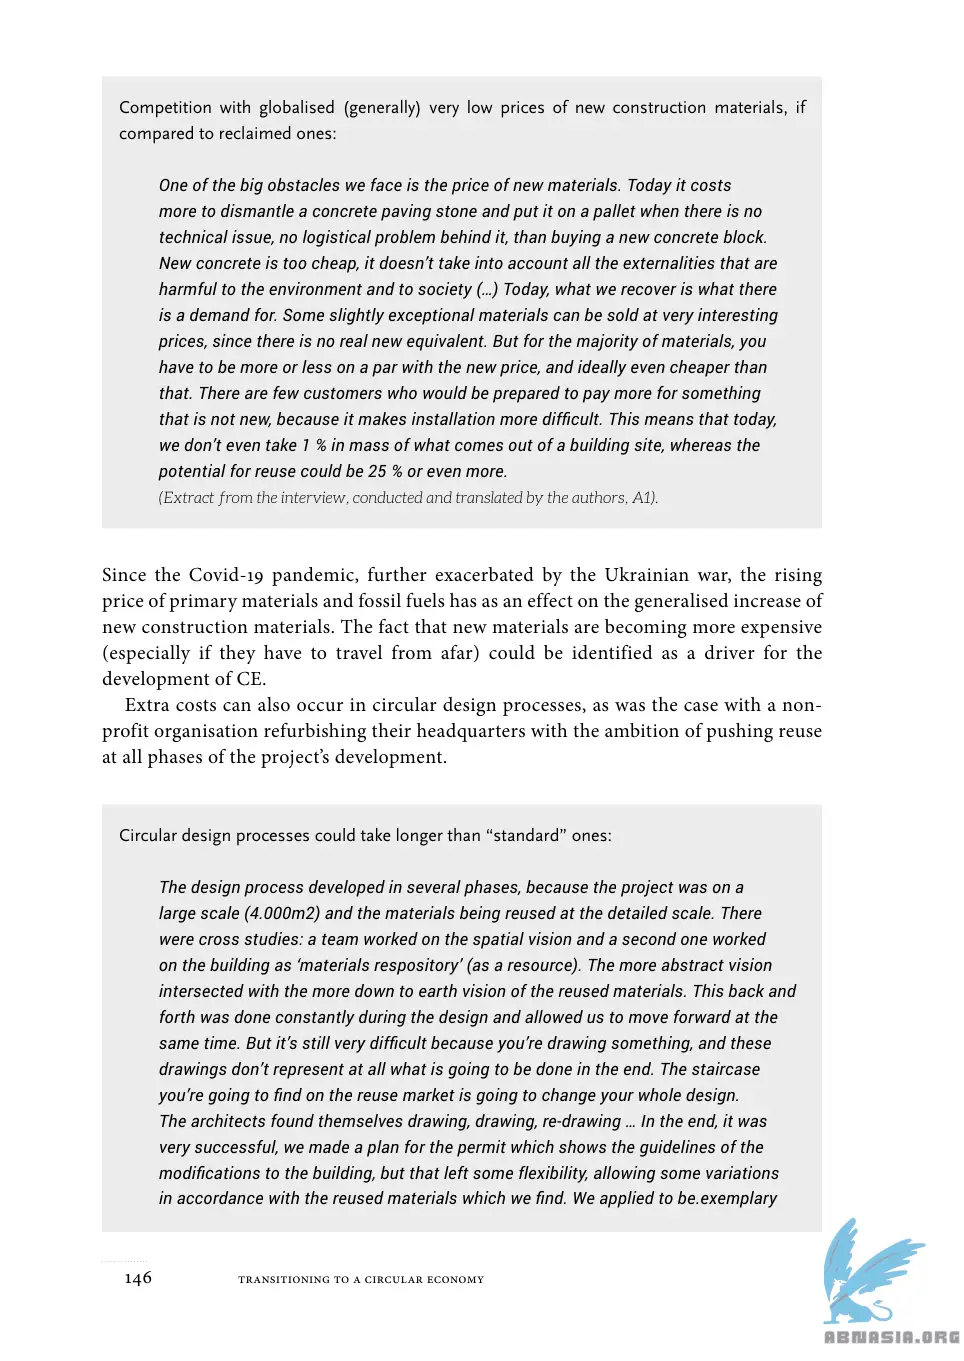 Competition with globalised (generally) very low prices of new construction materials, if
compared to reclaimed ones:
One of the big obstacles we face is the price of new materials. Today it costs
more to dismantle a concrete paving stone and put it on a pallet when there is no
technical issue, no logistical problem behind it, than buying a new concrete block.
New concrete is too cheap, it doesn’t take into account all the externalities that are
harmful to the environment and to society (…) Today, what we recover is what there
is a demand for. Some slightly exceptional materials can be sold at very interesting
prices, since there is no real new equivalent. But for the majority of materials, you
have to be more or less on a par with the new price, and ideally even cheaper than
that. There are few customers who would be prepared to pay more for something
that is not new, because it makes installation more difficult. This means that today,
we don’t even take 1 % in mass of what comes out of a building site, whereas the
potential for reuse could be 25 % or even more.
(Extract from the interview, conducted and translated by the authors, A1).
Since the Covid-19 pandemic, further exacerbated by the Ukrainian war, the rising
price of primary materials and fossil fuels has as an effect on the generalised increase of
new construction materials. The fact that new materials are becoming more expensive
(especially if they have to travel from afar) could be identified as a driver for the
development of CE.
Extra costs can also occur in circular design processes, as was the case with a non-
profit organisation refurbishing their headquarters with the ambition of pushing reuse
at all phases of the project’s development.
Circular design processes could take longer than “standard” ones:
The design process developed in several phases, because the project was on a
large scale (4.000m2) and the materials being reused at the detailed scale. There
were cross studies: a team worked on the spatial vision and a second one worked
on the building as ‘materials respository’ (as a resource). The more abstract vision
intersected with the more down to earth vision of the reused materials. This back and
forth was done constantly during the design and allowed us to move forward at the
same time. But it’s still very difficult because you’re drawing something, and these
drawings don’t represent at all what is going to be done in the end. The staircase
you’re going to find on the reuse market is going to change your whole design.
The architects found themselves drawing, drawing, re-drawing … In the end, it was
very successful, we made a plan for the permit which shows the guidelines of the
modifications to the building, but that left some flexibility, allowing some variations
in accordance with the reused materials which we find. We applied to be.exemplary
146 TRANSITIONING TO A CIRCULAR ECONOMY
ABNASIA.ORG